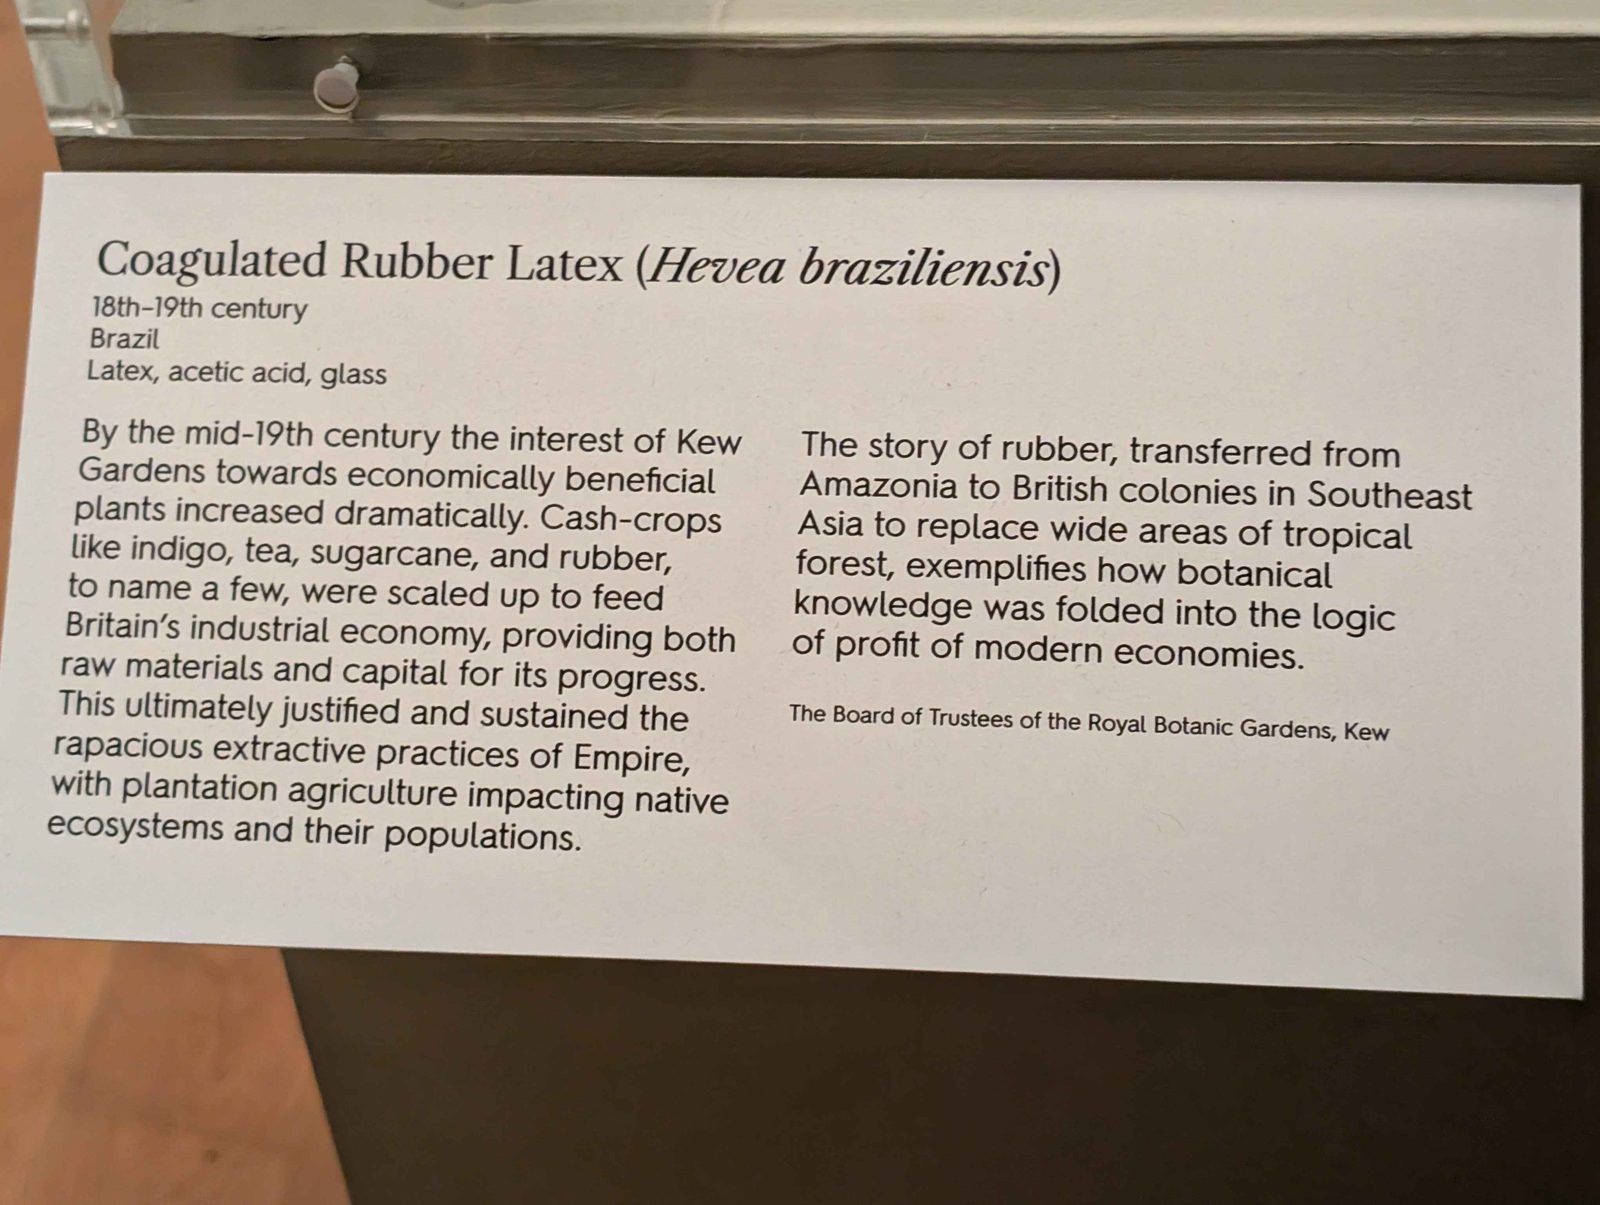 Coagulated Rubber Latex (Hevea braziliensis)
18th–19th century
Brazil
Latex, acetic acid, glass
By the mid-19th century the interest of Kew
Gardens towards economically beneficial
plants increased dramatically. Cash-crops
like indigo, tea, sugarcane, and rubber,
to name a few, were scaled up to feed
Britain's industrial economy, providing both
raw materials and capital for its progress.
This ultimately justified and sustained the
rapacious extractive practices of Empire,
with plantation agriculture impacting native
ecosystems and their populations.
The story of rubber, transferred from
Amazonia to British colonies in Southeast
Asia to replace wide areas of tropical
forest, exemplifies how botanical
knowledge was folded into the logic
of profit of modern economies.
The Board of Trustees of the Royal Botanic Gardens, Kew